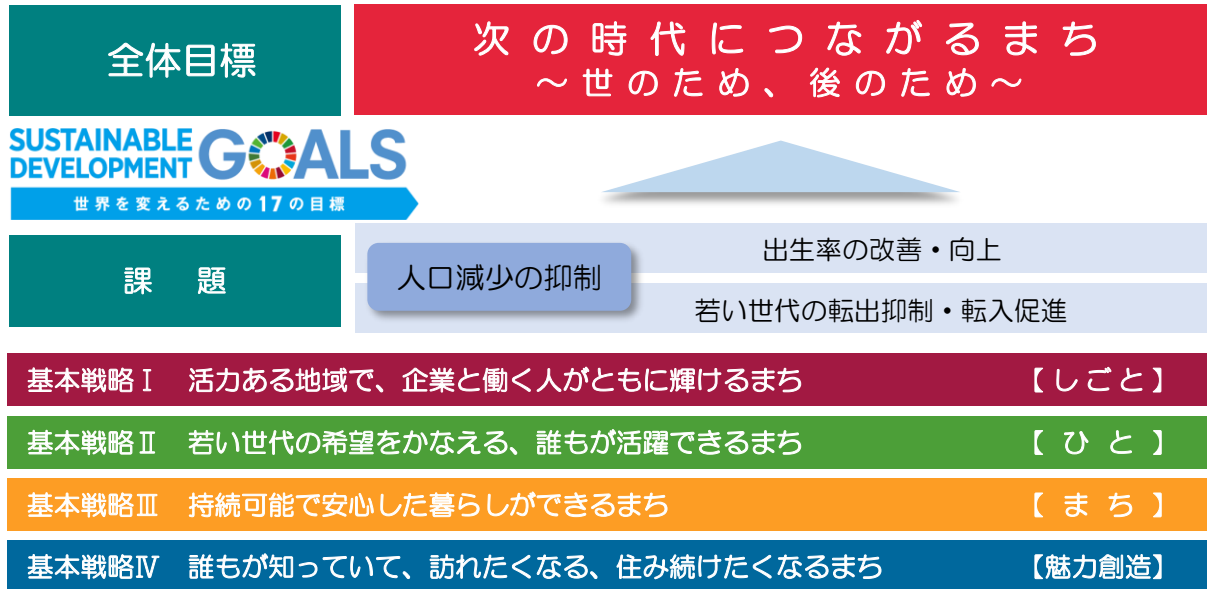 全体目標
次の時代につながるまち
～世のため、後のため～
SUSTAINABLE
DEVELOPMENT
GOALS
世界を変えるための17の目標
課　題
人口減少の抑制
出生率の改善・向上
若い世代の転出抑制・転入促進
基本戦略Ⅰ　活力ある地域で、企業と働く人がともに輝けるまち　【しごと】
基本戦略Ⅱ　若い世代の希望をかなえる、誰もが活躍できるまち　【ひと】
基本戦略Ⅲ　持続可能で安心した暮らしができるまち　【まち】
基本戦略Ⅳ　誰もが知っていて、訪れたくなる、住み続けたくなるまち　【魅力創造】